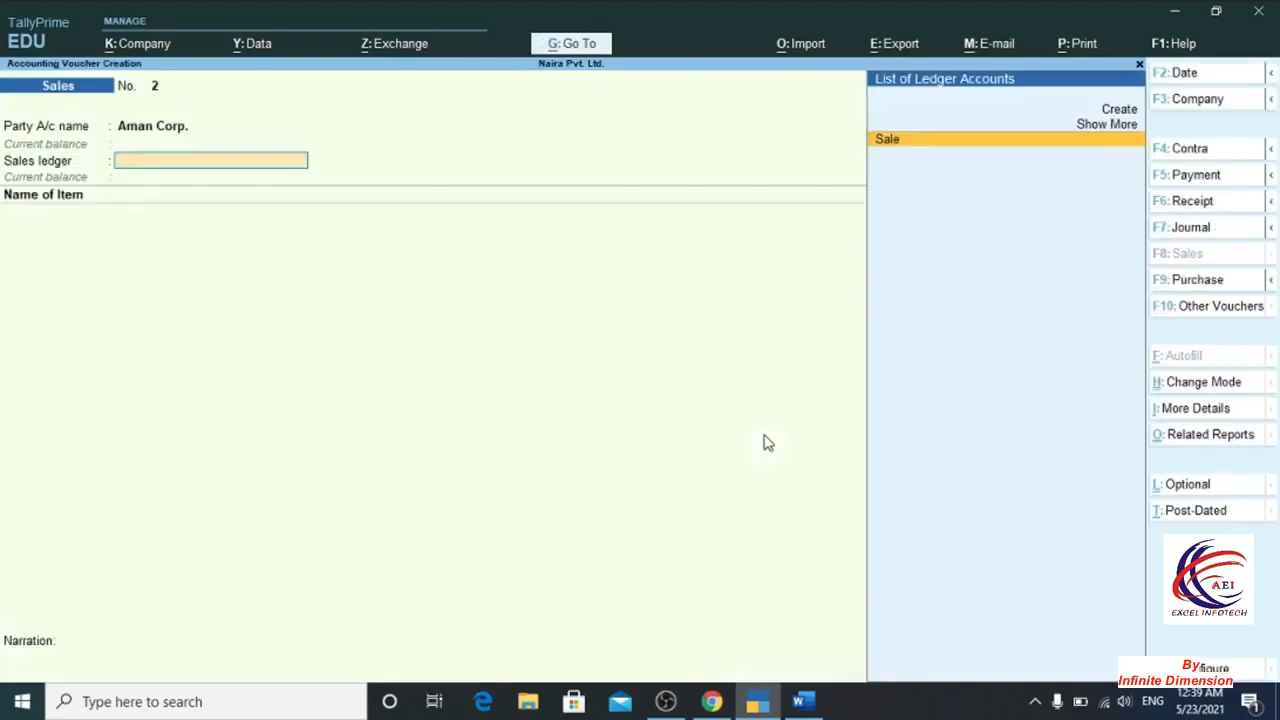 TallyPrime
EDU
MANAGE
K: Company
Y: Data
Z: Exchange
G: Go To
O: Import
E: Export
M: E-mail
P: Print
F1: Help
Accounting Voucher Creation
Naira Pvt. Ltd.
Sales No. 2
Party A/c name : Aman Corp.
Current balance :
Sales ledger :
Current balance :
Name of Item
Narration:
List of Ledger Accounts
Create
Show More
Sale
F2: Date
F3: Company
F4: Contra
F5: Payment
F6: Receipt
F7: Journal
F8: Sales
F9: Purchase
F10: Other Vouchers
F: Autofill
H: Change Mode
I: More Details
O: Related Reports
L: Optional
T: Post-Dated
AEI
EXCEL INFOTECH
By
Infinite Dimension
Type here to search
ENG
12:39 AM
5/23/2021